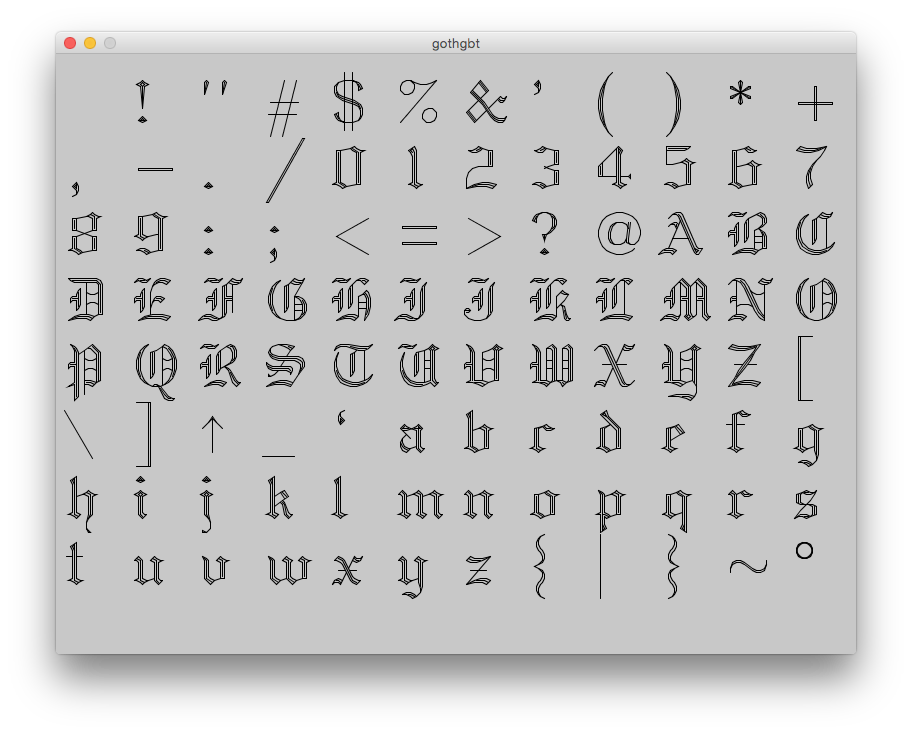 gothgbt
! " # $ % & ’ ( ) * +
, – . / 0 1 2 3 4 5 6 7
8 9 : ; < = > ? @ A B C
D E F G H I J K L M N O
P Q R S T U V W X Y Z [
\ ] ↑ _ ‘ a b c d e f g
h i j k l m n o p q r s
t u v w x y z { | } ~ °